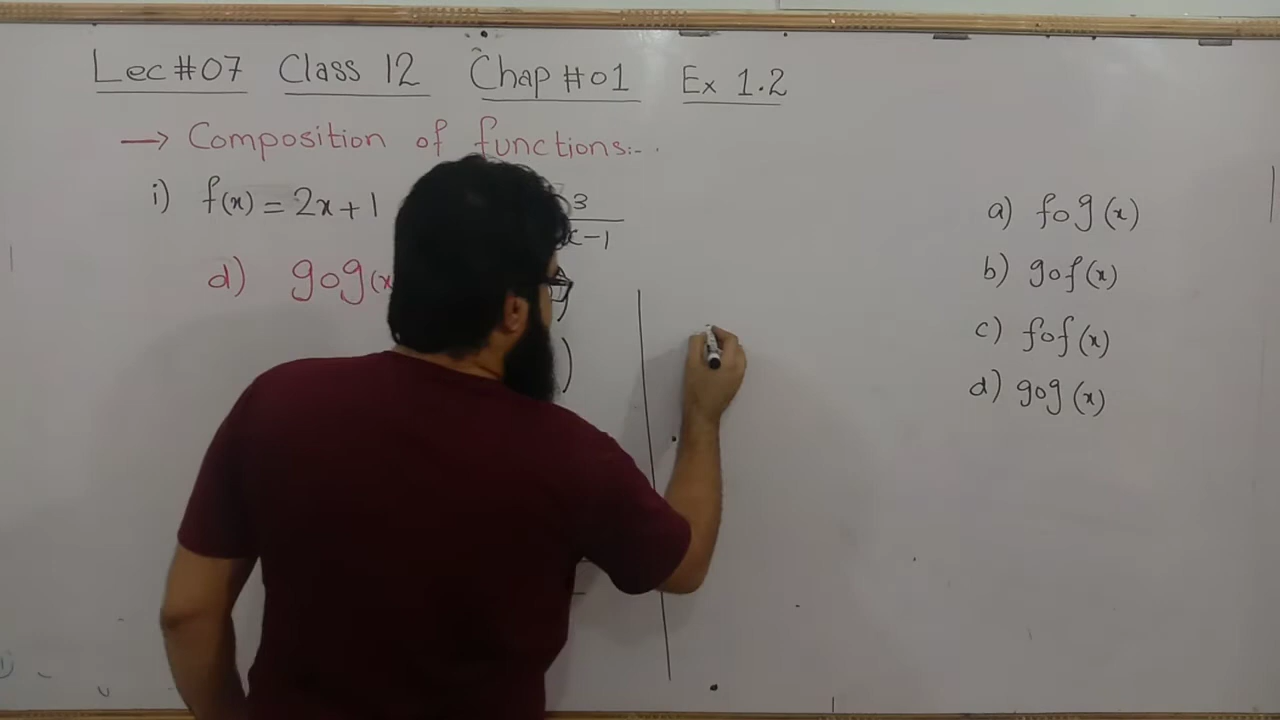 Lec #07 Class 12 Chap #01 Ex 1.2
→ Composition of functions:-
i) f(x) = 2x+1
3
x-1
d) gog(x
)
)
a) fog(x)
b) gof(x)
c) fof(x)
d) gog(x)